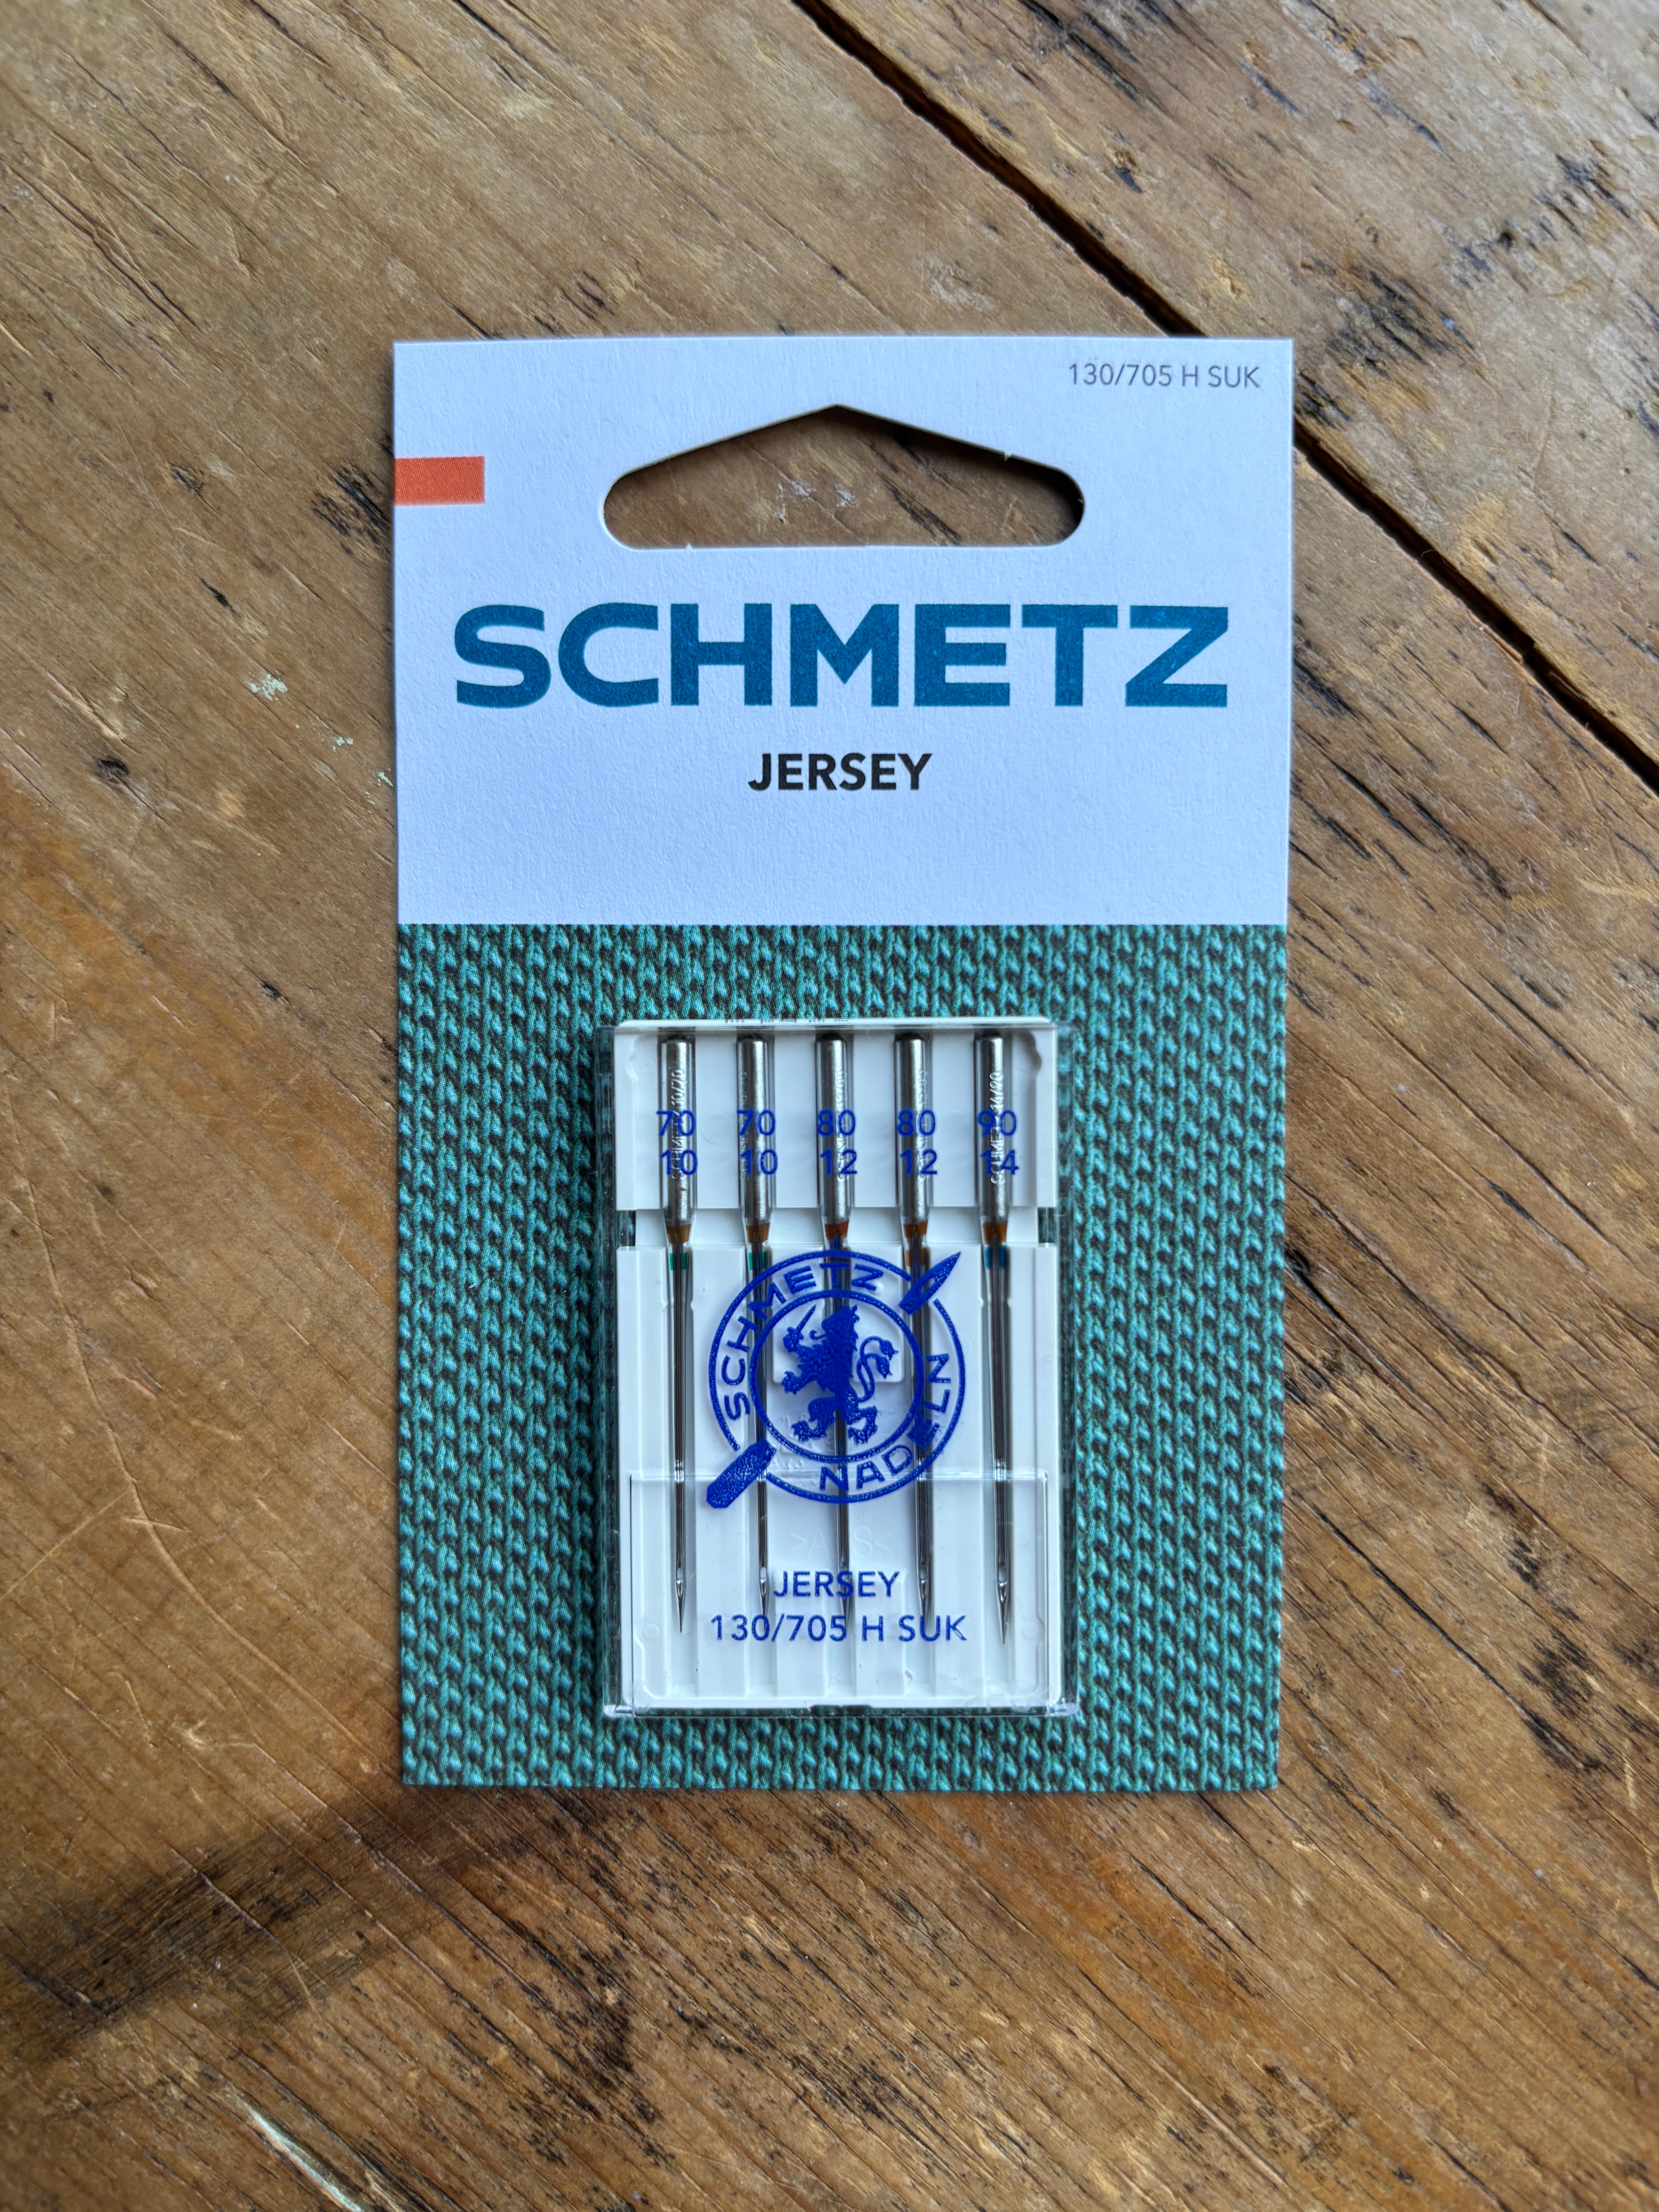 130/705 H SUK
SCHMETZ
JERSEY
70 70 80 80 90
10 10 12 12 14
SCHMETZ
NADELN
JERSEY
130/705 H SUK